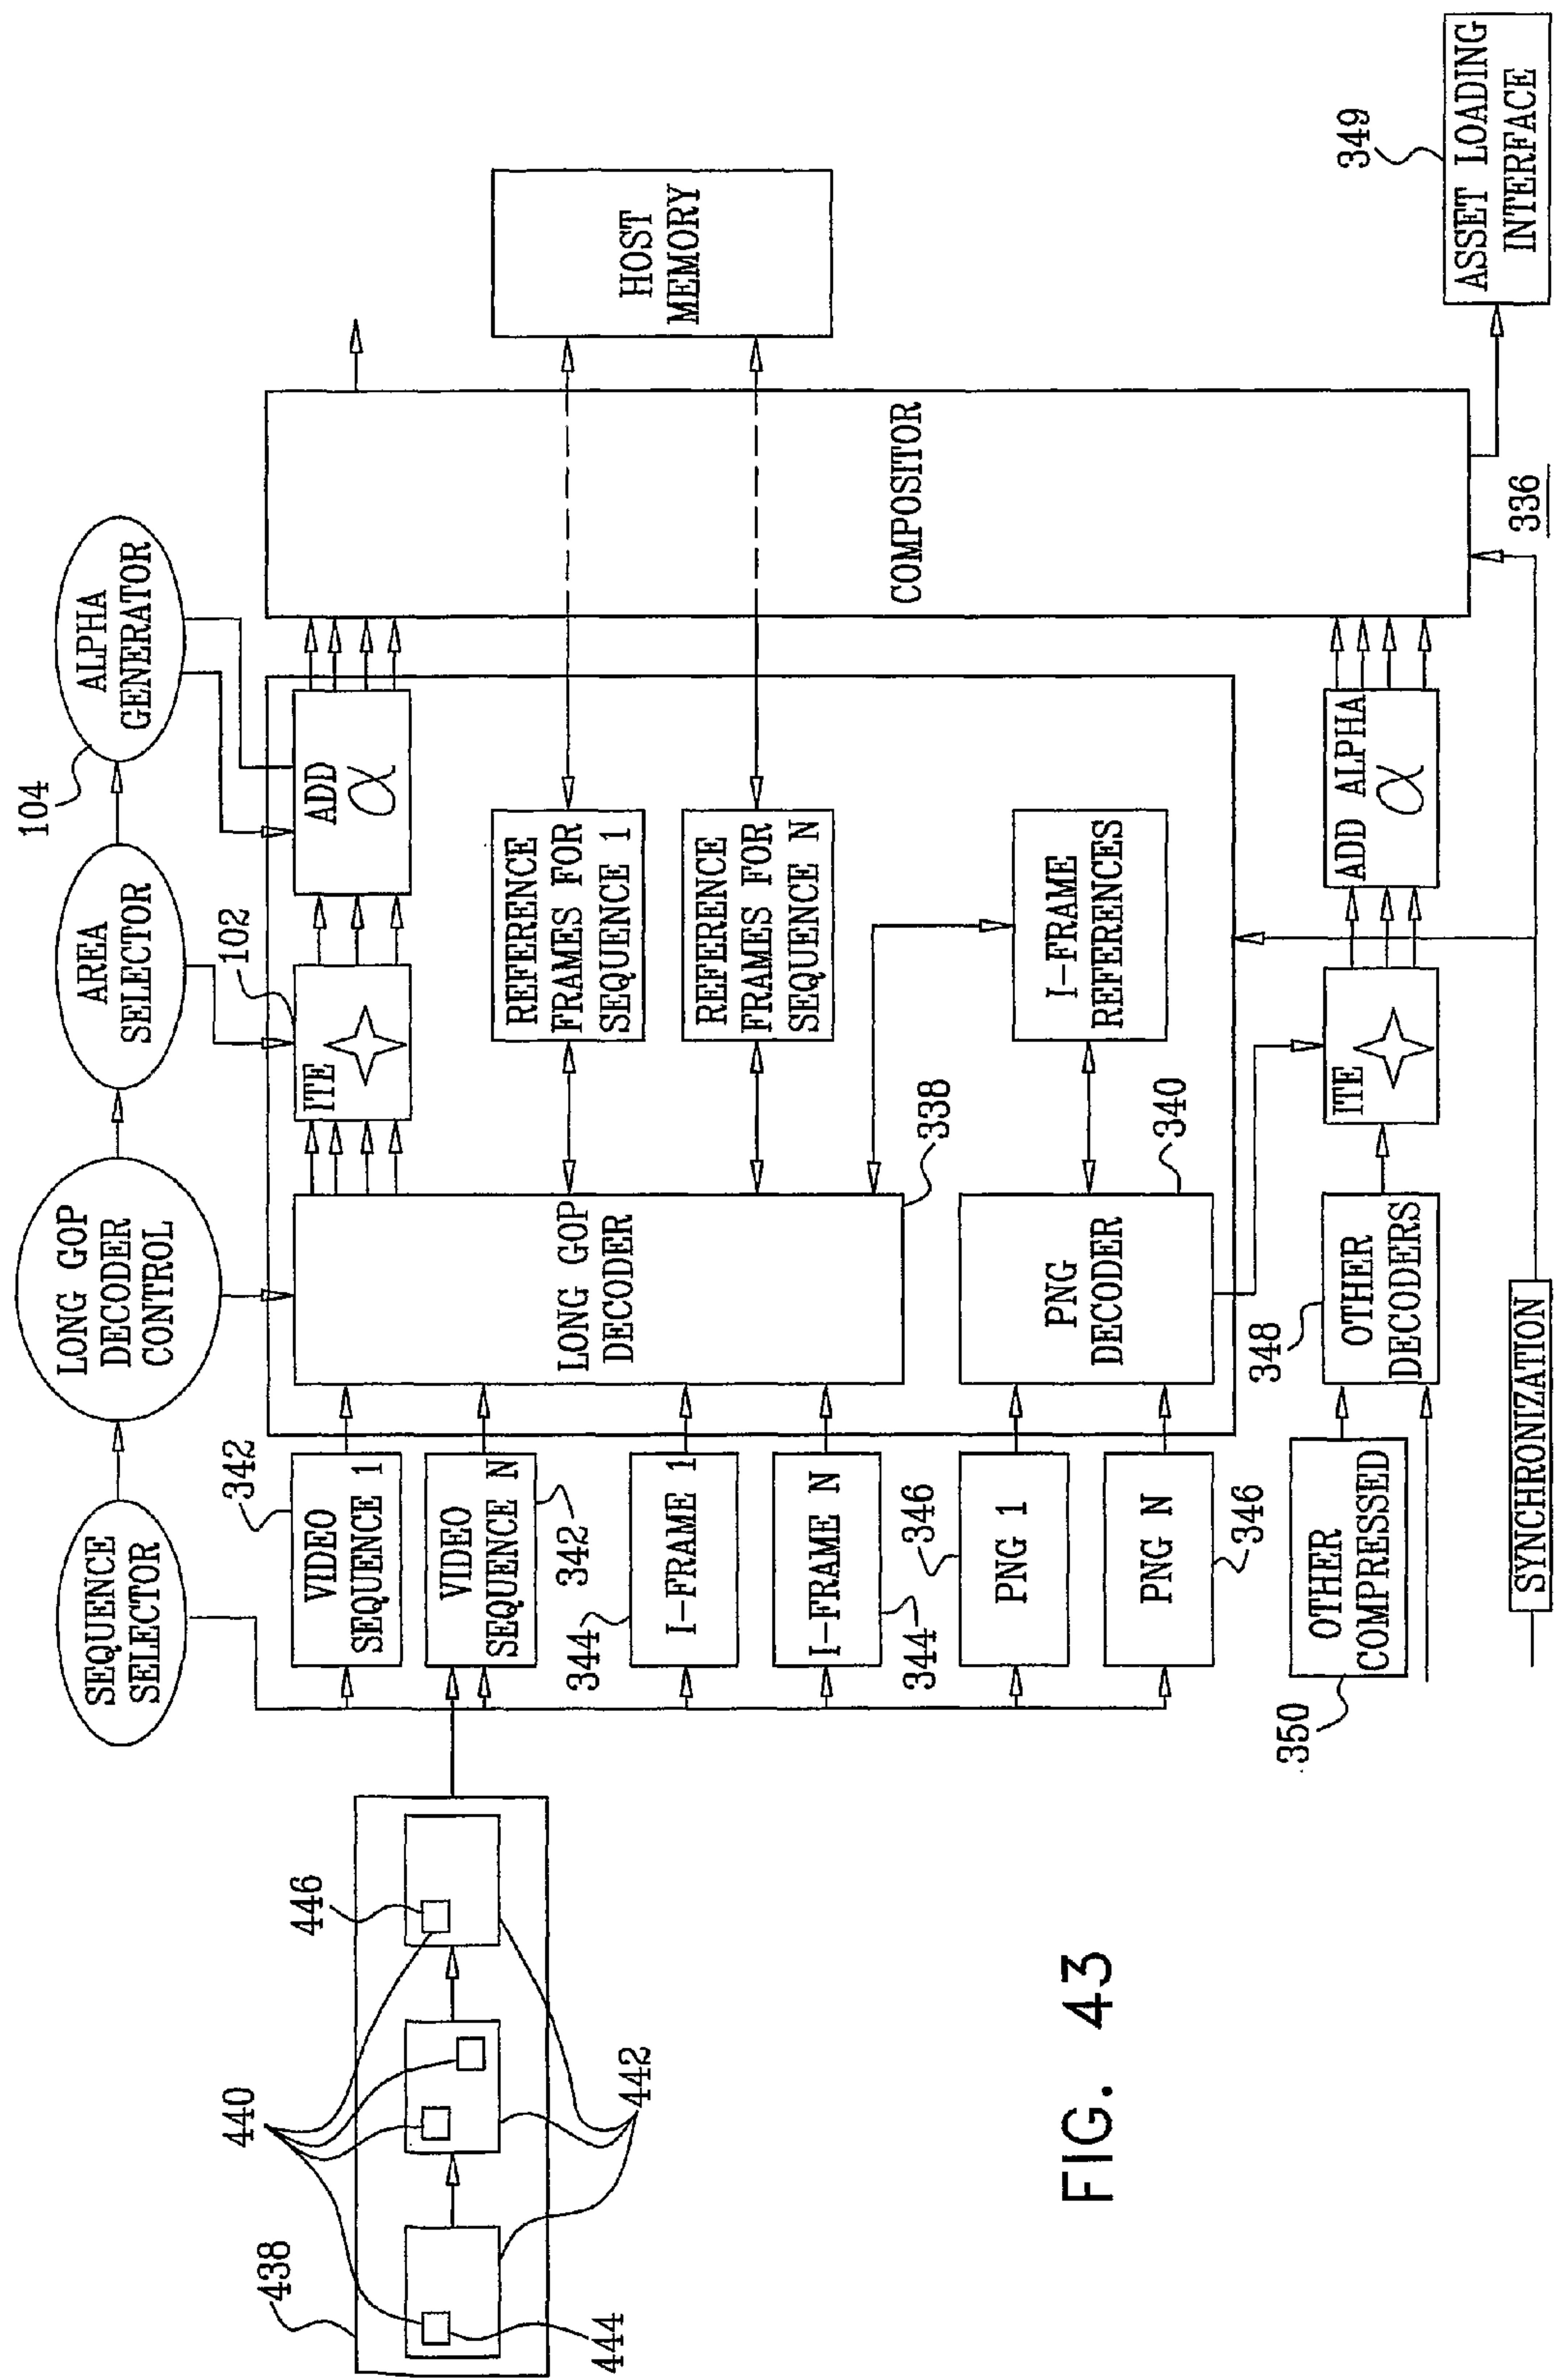 SEQUENCE
SELECTOR
LONG GOP
DECODER
CONTROL
AREA
SELECTOR
104
ALPHA
GENERATOR
438
440
446
442
444
342
VIDEO
SEQUENCE 1
VIDEO
SEQUENCE N
342
344
I-FRAME 1
I-FRAME N
344
346
PNG 1
PNG N
346
LONG GOP
DECODER
338
PNG
DECODER
340
ITE
102
ADD
α
REFERENCE
FRAMES FOR
SEQUENCE 1
REFERENCE
FRAMES FOR
SEQUENCE N
I-FRAME
REFERENCES
HOST
MEMORY
COMPOSITOR
350
OTHER
COMPRESSED
348
OTHER
DECODERS
ITE
ADD ALPHA
α
349
ASSET LOADING
INTERFACE
SYNCHRONIZATION
336
FIG. 43